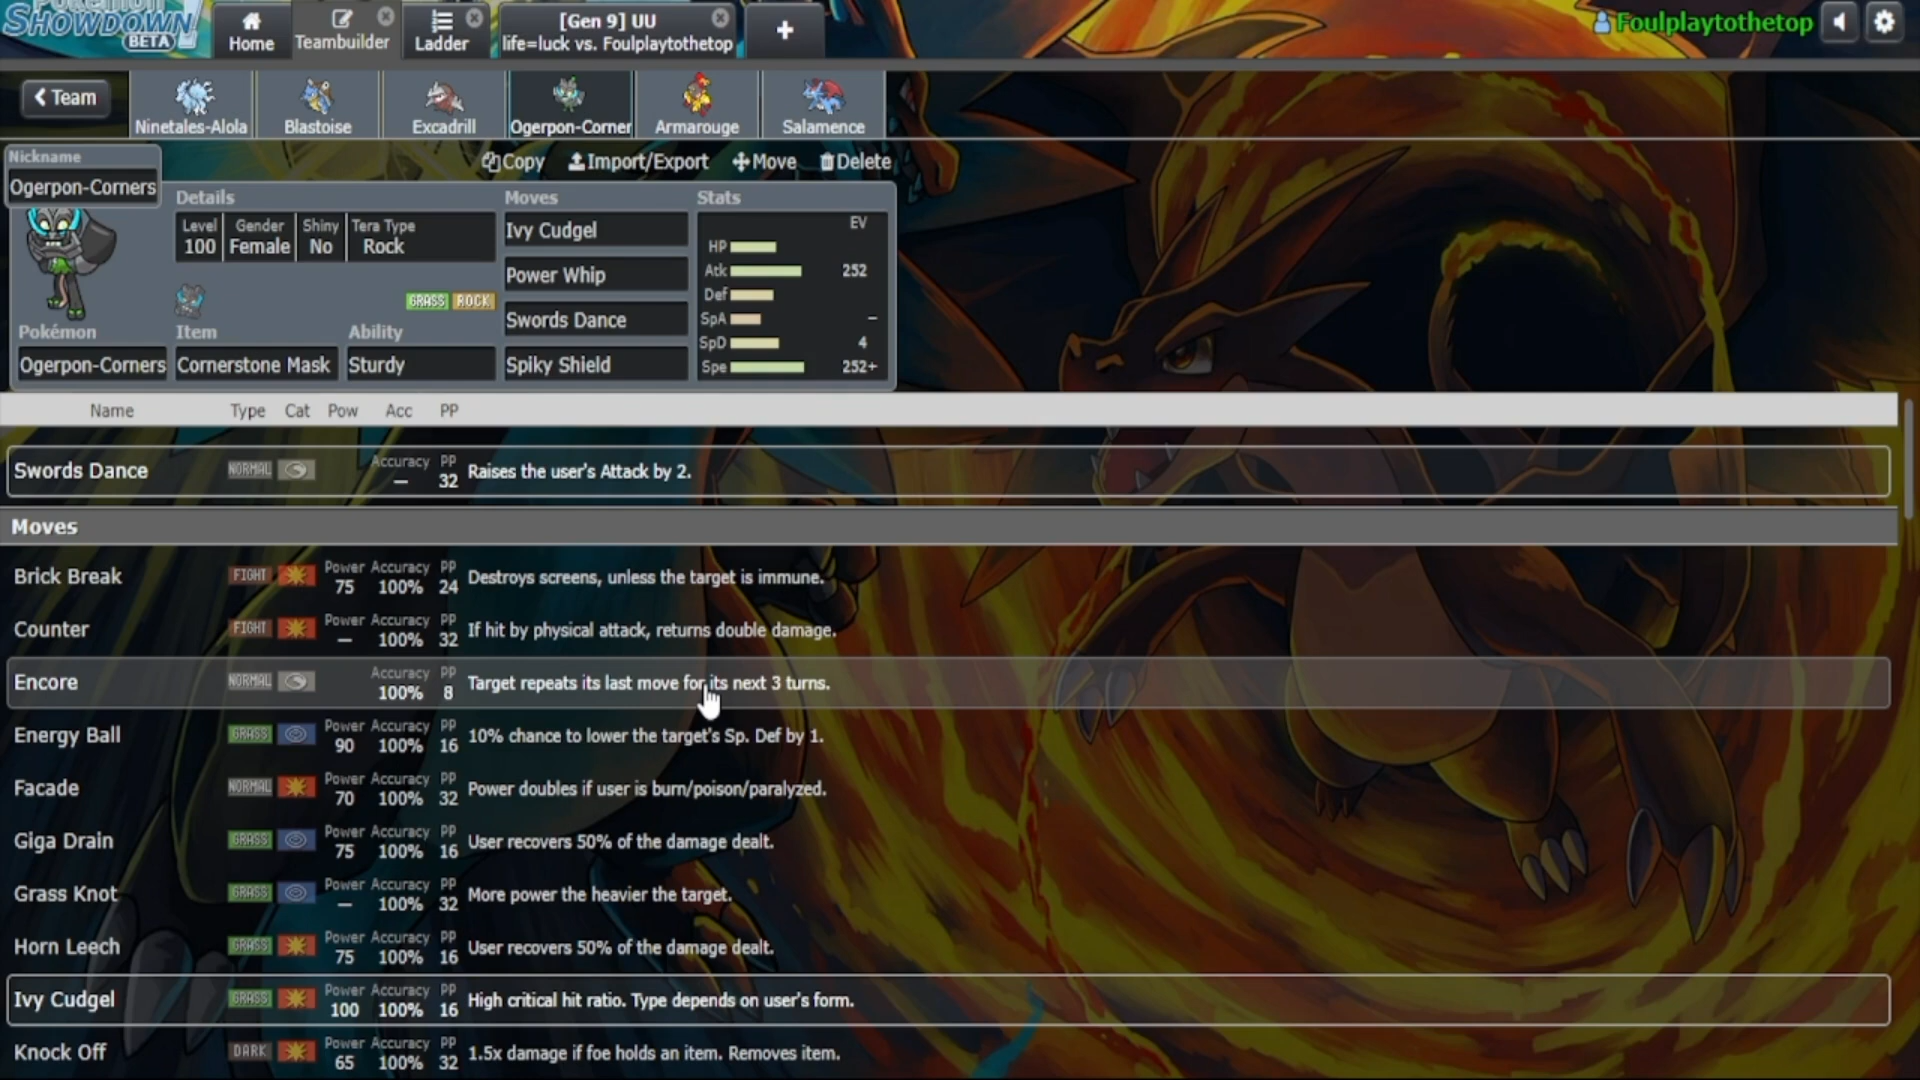 Pokémon
SHOWDOWN
BETA
Home
Teambuilder
Ladder
[Gen 9] UU
life=luck vs. Foulplaytothetop
+
Foulplaytothetop
Team
Ninetales-Alola
Blastoise
Excadrill
Ogerpon-Corner
Armarouge
Salamence
Copy
Import/Export
Move
Delete
Nickname
Ogerpon-Corners
Details
Level
100
Gender
Female
Shiny
No
Tera Type
Rock
GRASS ROCK
Pokémon
Ogerpon-Corners
Item
Cornerstone Mask
Ability
Sturdy
Moves
Ivy Cudgel
Power Whip
Swords Dance
Spiky Shield
Stats
EV
HP
Atk 252
Def
SpA –
SpD 4
Spe 252+
Name Type Cat Pow Acc PP
Swords Dance NORMAL Accuracy — PP 32 Raises the user's Attack by 2.
Moves
Brick Break FIGHT Power 75 Accuracy 100% PP 24 Destroys screens, unless the target is immune.
Counter FIGHT Power — Accuracy 100% PP 32 If hit by physical attack, returns double damage.
Encore NORMAL Accuracy 100% PP 8 Target repeats its last move for its next 3 turns.
Energy Ball GRASS Power 90 Accuracy 100% PP 16 10% chance to lower the target's Sp. Def by 1.
Facade NORMAL Power 70 Accuracy 100% PP 32 Power doubles if user is burn/poison/paralyzed.
Giga Drain GRASS Power 75 Accuracy 100% PP 16 User recovers 50% of the damage dealt.
Grass Knot GRASS Power — Accuracy 100% PP 32 More power the heavier the target.
Horn Leech GRASS Power 75 Accuracy 100% PP 16 User recovers 50% of the damage dealt.
Ivy Cudgel GRASS Power 100 Accuracy 100% PP 16 High critical hit ratio. Type depends on user's form.
Knock Off DARK Power 65 Accuracy 100% PP 32 1.5x damage if foe holds an item. Removes item.